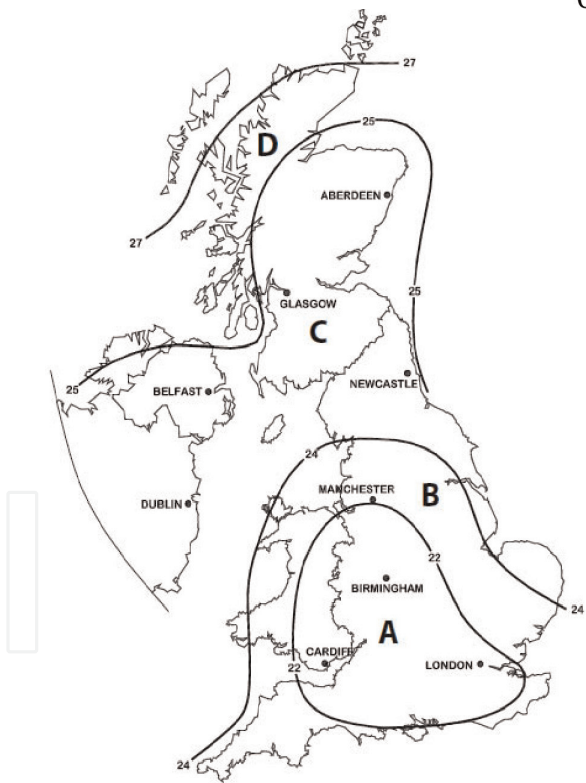 27
25
D
ABERDEEN
27
25
GLASGOW
C
25
BELFAST
NEWCASTLE
24
MANCHESTER
B
DUBLIN
22
BIRMINGHAM
24
A
CARDIFF
22
LONDON
24